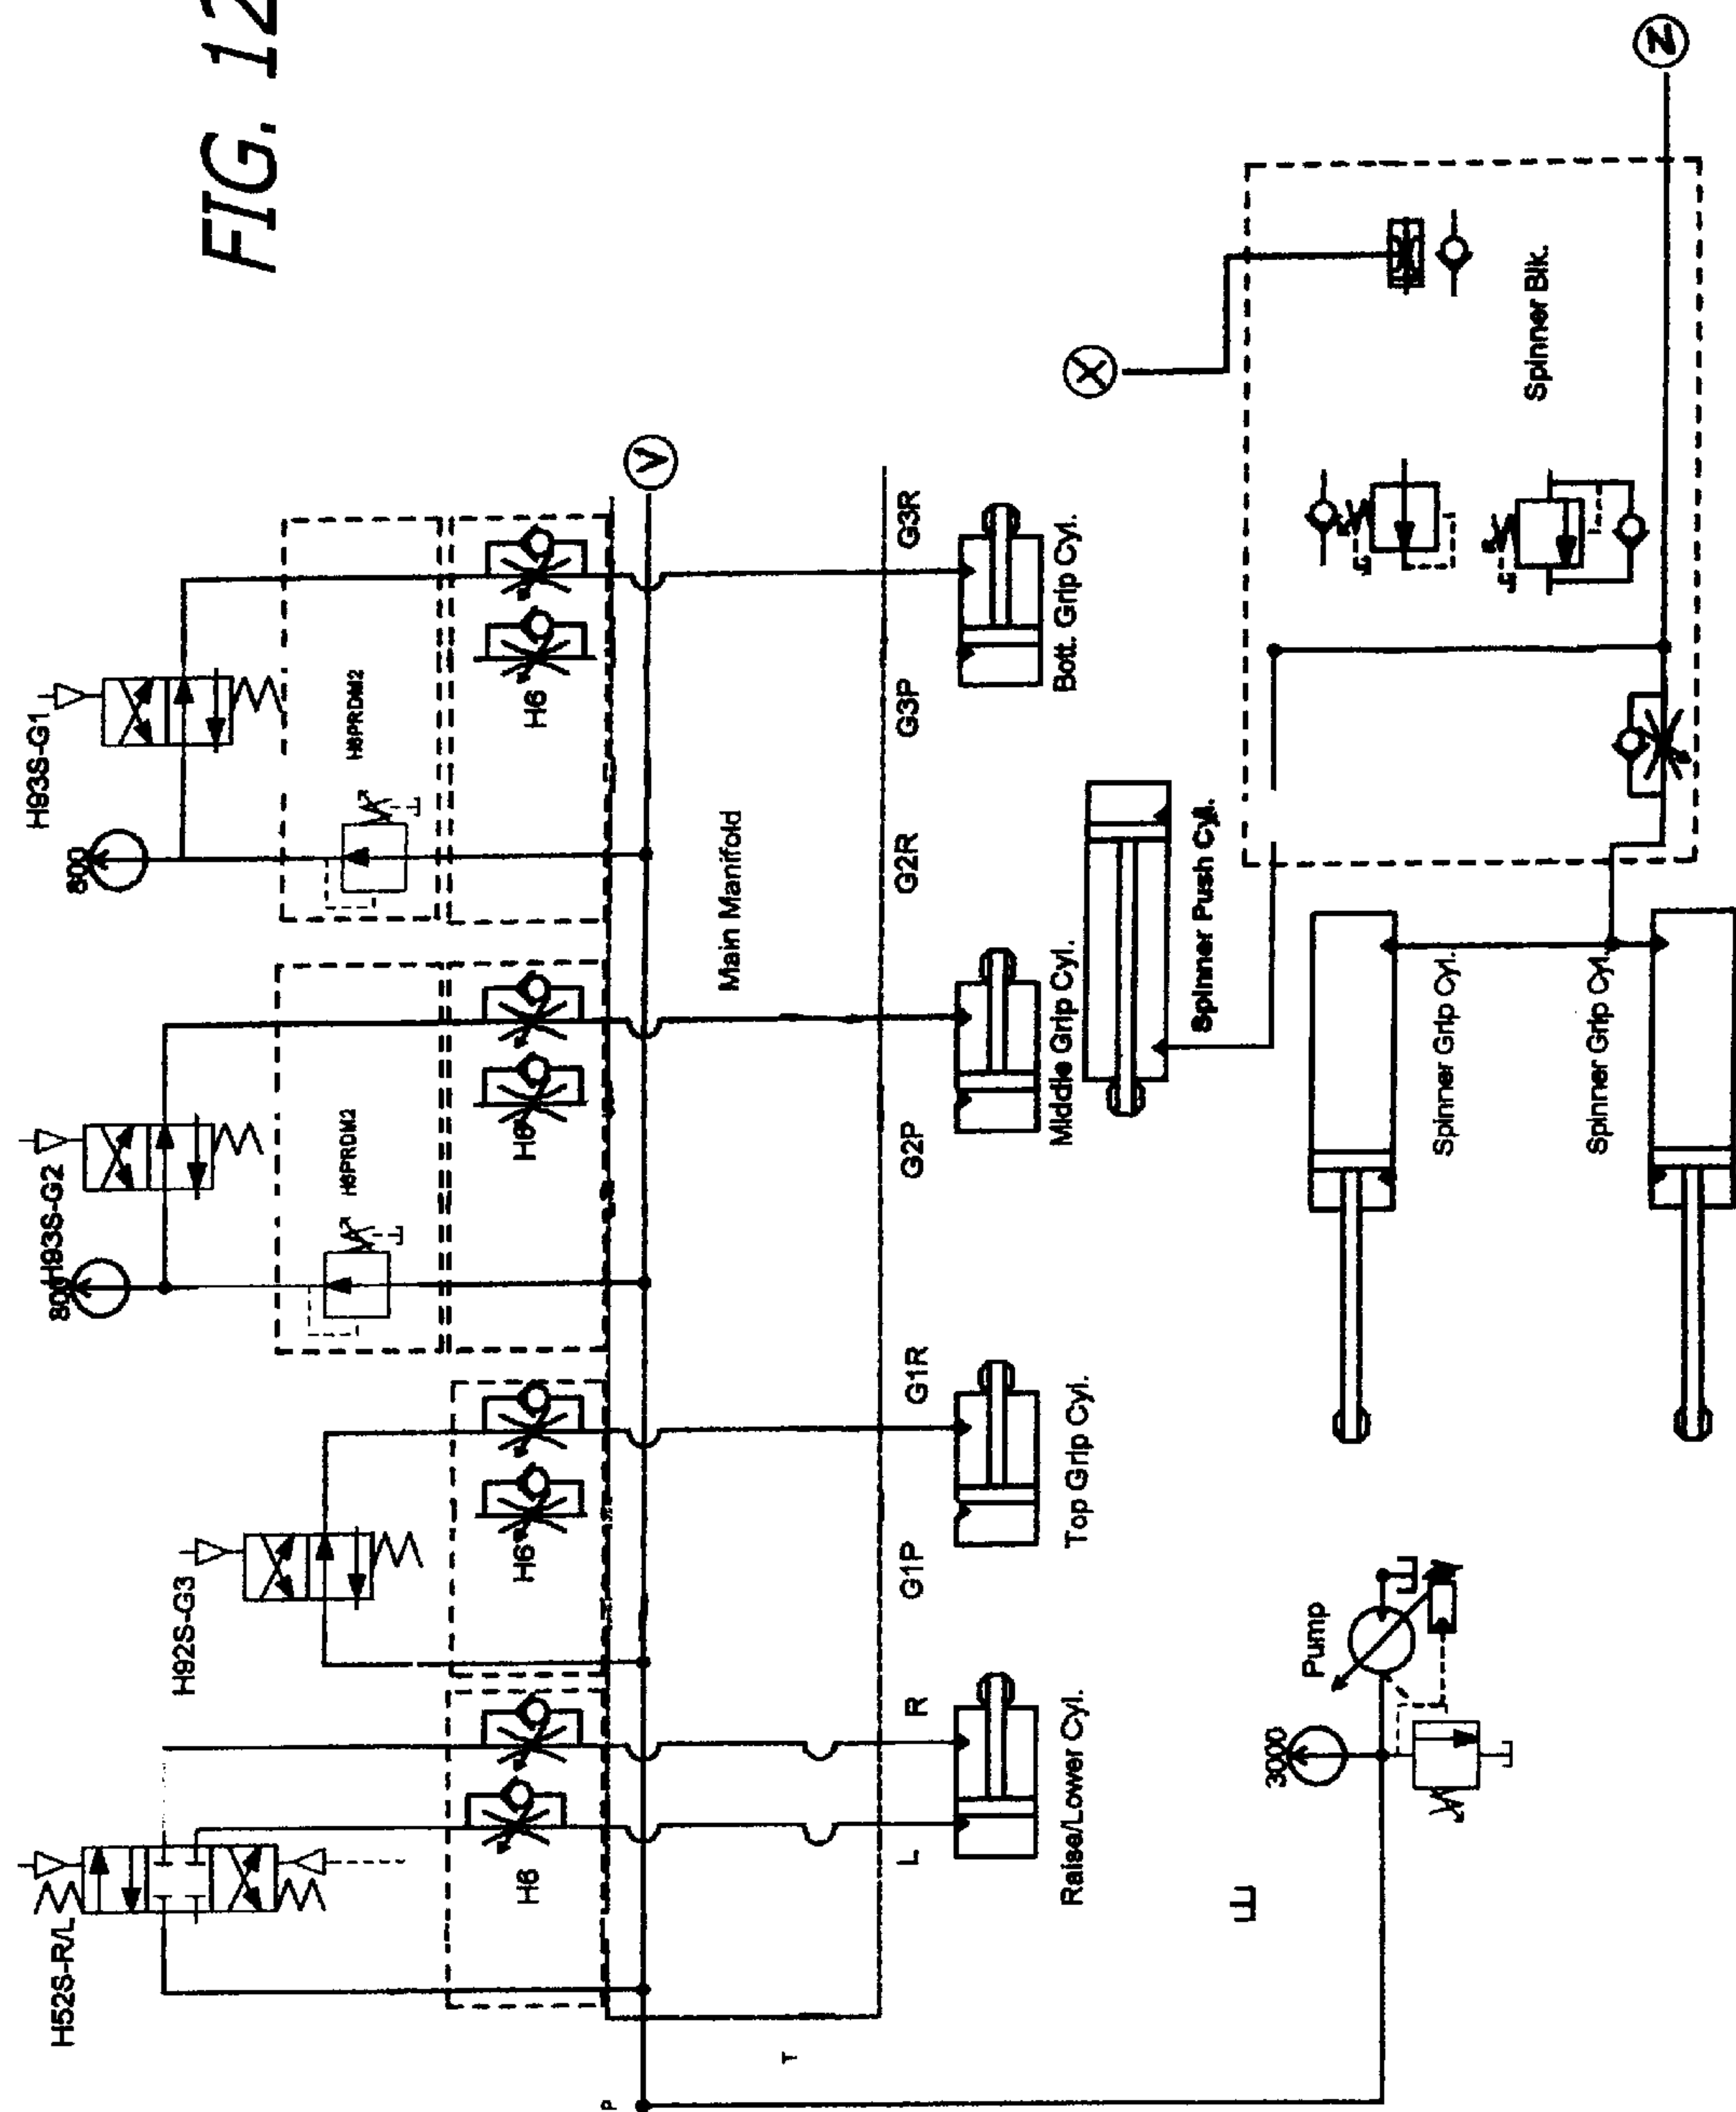 FIG. 12
H52S-R/L
H92S-G3
H93S-G2
H93S-G1
800
800
H6PRDM2
H6PRDM2
H6
H6
H6
H6
P
V
Main Manifold
T
L
R
G1P
G1R
G2P
G2R
G3P
G3R
Raise/Lower Cyl.
Top Grip Cyl.
Middle Grip Cyl.
Bott. Grip Cyl.
X
Spinner Push Cyl.
3000
Pump
Spinner Grip Cyl.
Spinner Grip Cyl.
Spinner Blk.
Z